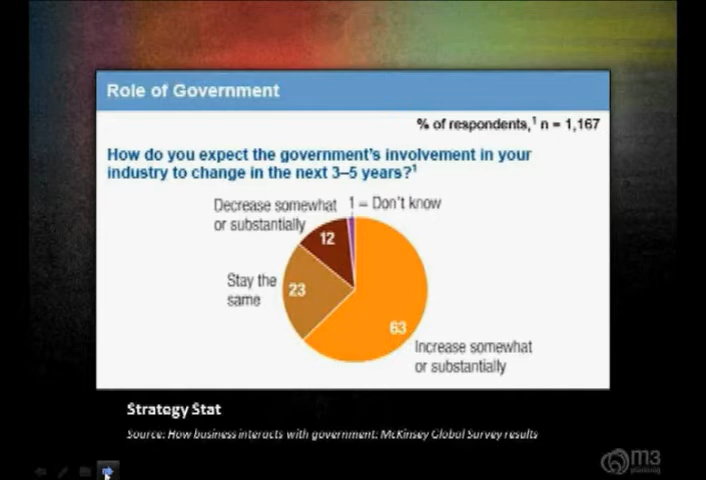 Role of Government
% of respondents,¹ n = 1,167
How do you expect the government's involvement in your
industry to change in the next 3–5 years?¹
Decrease somewhat
or substantially
1 – Don't know
12
Stay the
same
23
63
Increase somewhat
or substantially
Strategy Stat
Source: How business interacts with government: McKinsey Global Survey results
m3
planning